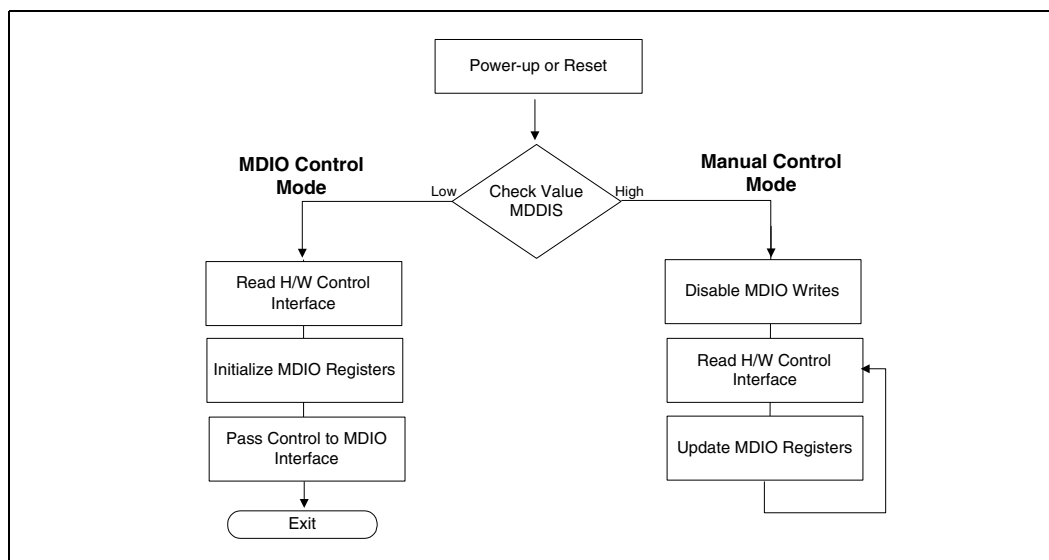 Power-up or Reset
MDIO Control
Mode
Manual Control
Mode
Low
Check Value
MDDIS
High
Read H/W Control
Interface
Initialize MDIO Registers
Pass Control to MDIO
Interface
Exit
Disable MDIO Writes
Read H/W Control
Interface
Update MDIO Registers